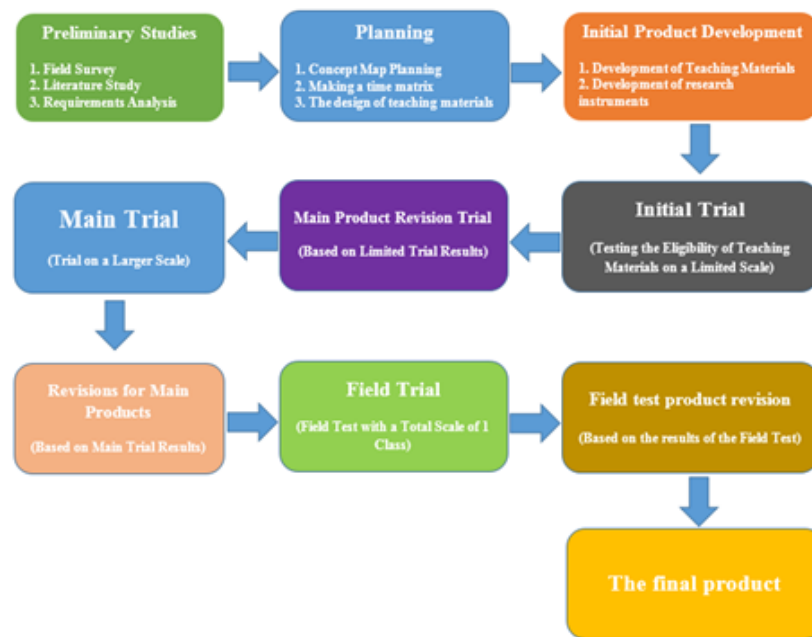 Preliminary Studies
1. Field Survey
2. Literature Study
3. Requirements Analysis
Planning
1. Concept Map Planning
2. Making a time matrix
3. The design of teaching materials
Initial Product Development
1. Development of Teaching Materials
2. Development of research
instruments
Initial Trial
(Testing the Eligibility of Teaching
Materials on a Limited Scale)
Main Product Revision Trial
(Based on Limited Trial Results)
Main Trial
(Trial on a Larger Scale)
Revisions for Main
Products
(Based on Main Trial Results)
Field Trial
(Field Test with a Total Scale of 1
Class)
Field test product revision
(Based on the results of the Field Test)
The final product